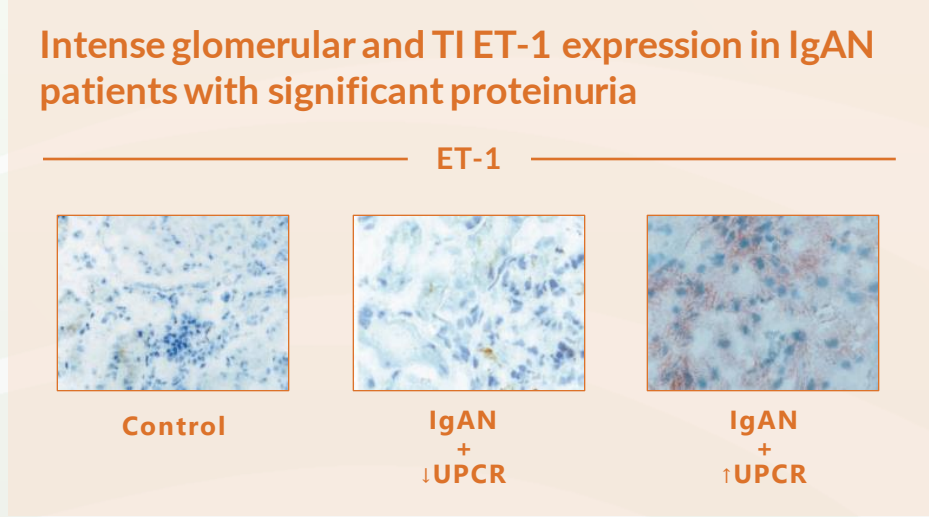 Intense glomerular and TI ET-1 expression in IgAN
patients with significant proteinuria
ET-1
Control
IgAN
+
↓UPCR
IgAN
+
↑UPCR